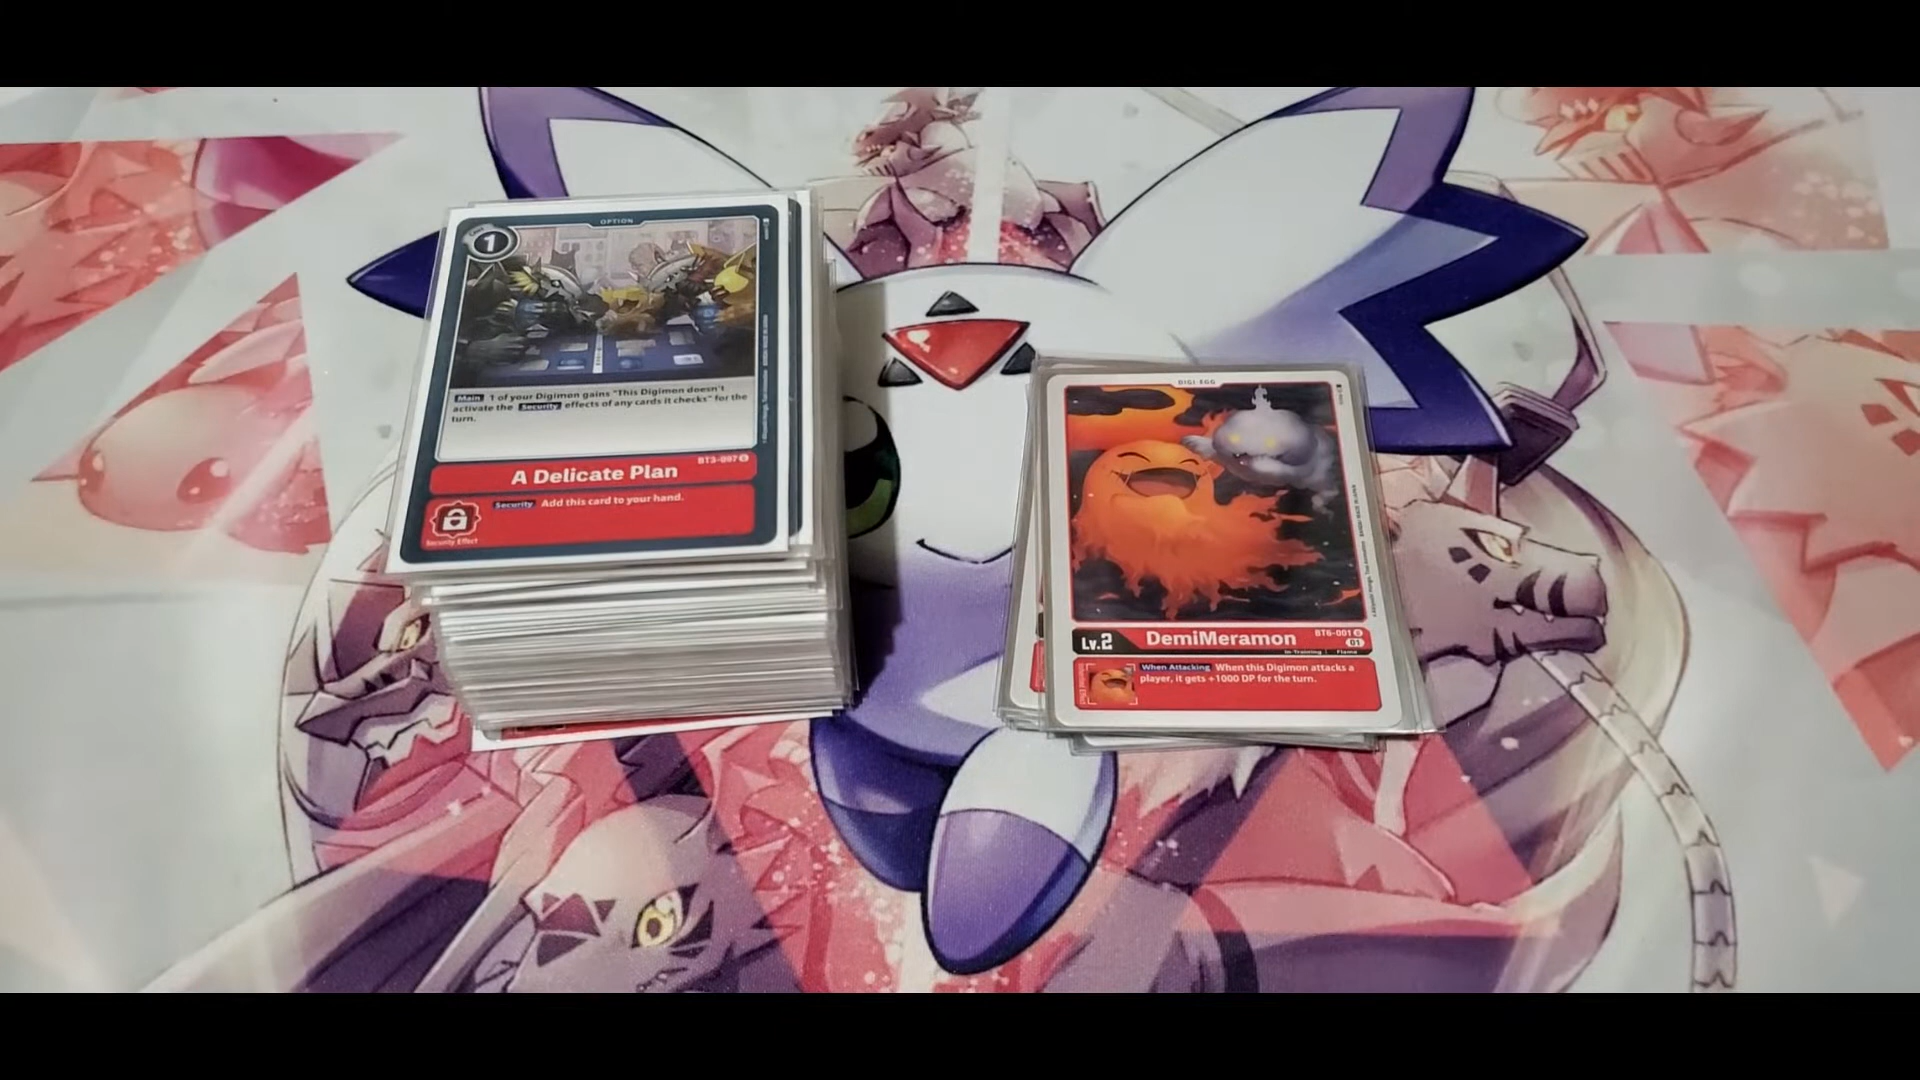 OPTION
1
Main 1 of your Digimon gains "This Digimon doesn't
activate the Security effects of any cards it checks" for the
turn.
BT3-097
A Delicate Plan
Security Add this card to your hand.
Security Effect
DIGI-EGG
Lv.2 DemiMeramon BT6-001
01
In-Training | Flame
When Attacking When this Digimon attacks a
player, it gets +1000 DP for the turn.